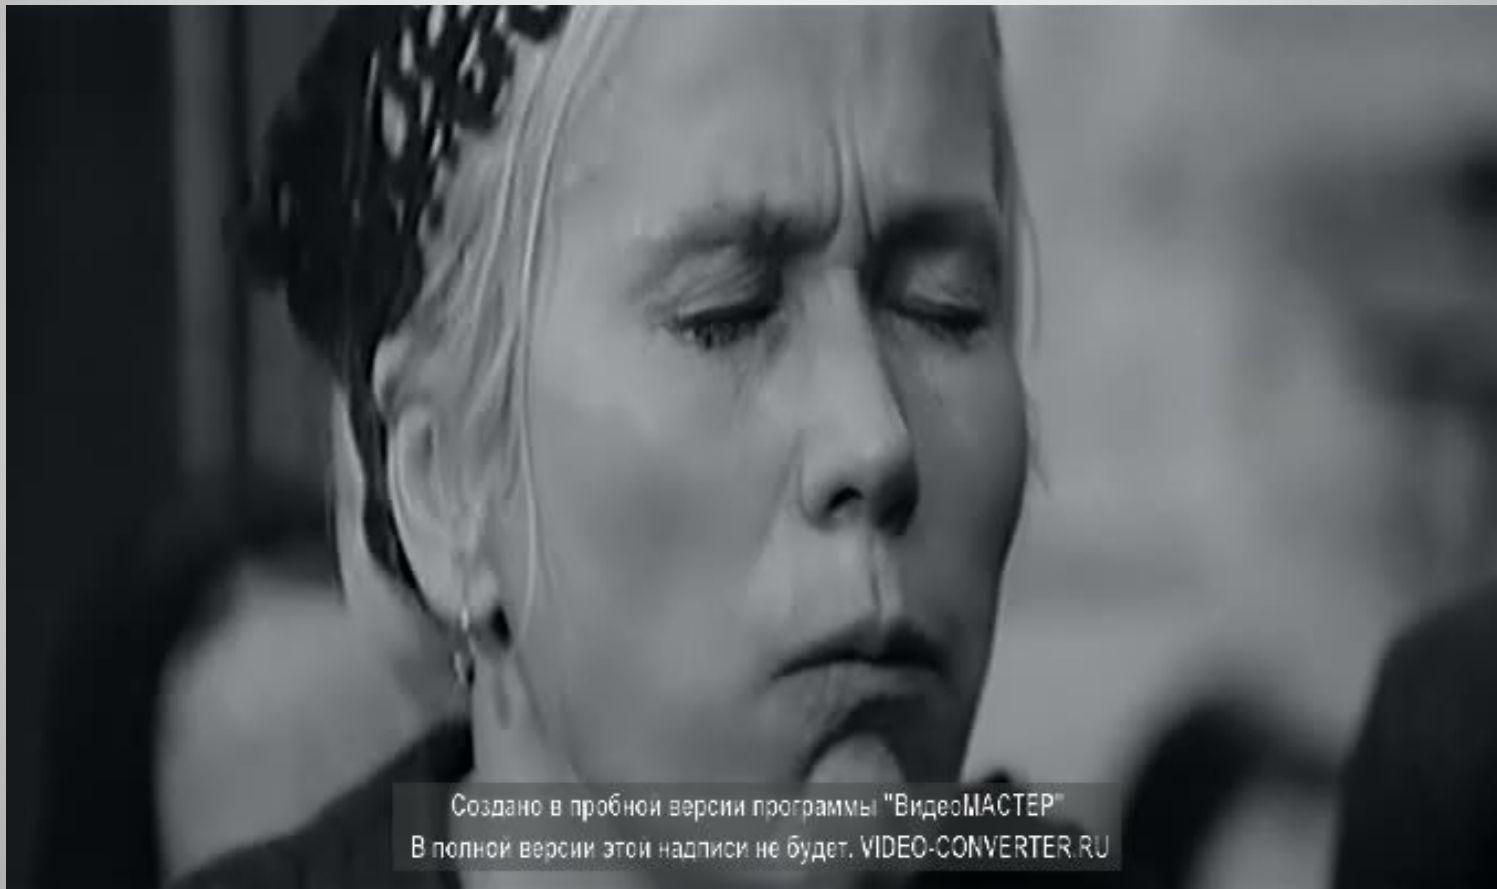 Создано в пробной версии программы "ВидеоМАСТЕР"
В полной версии этой надписи не будет. VIDEO-CONVERTER.RU